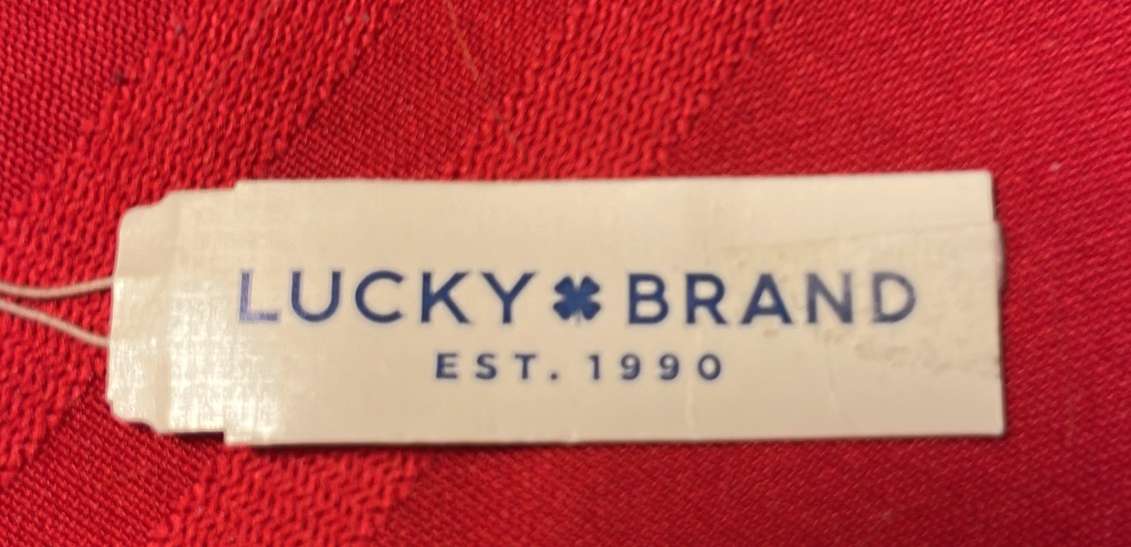 LUCKY BRAND
EST. 1990